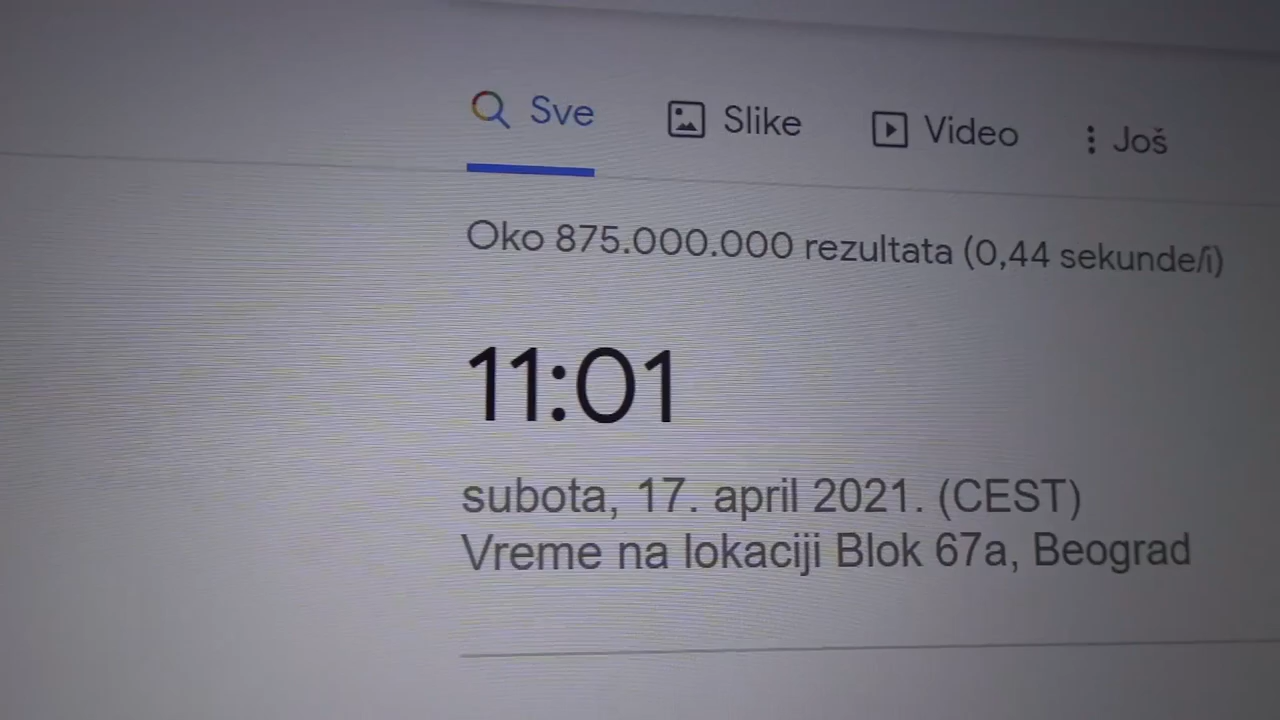 Sve Slike Video Još
Oko 875.000.000 rezultata (0,44 sekunde/i)
11:01
subota, 17. april 2021. (CEST)
Vreme na lokaciji Blok 67a, Beograd